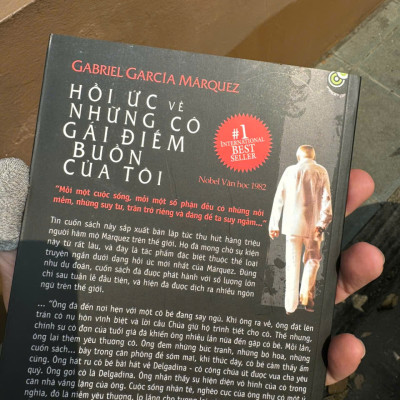 GABRIEL GARCÍA MÁRQUEZ
HỒI ỨC VỀ
NHỮNG CÔ
GÁI ĐIẾM
BUỒN
CỦA TÔI
#1
INTERNATIONAL
BEST
SELLER
Nobel Văn học 1982
"Mỗi một cuộc sống, mỗi một số phận đều có những nỗi
niềm, những suy tư, trăn trở riêng và đáng để ta suy ngẫm..."
Tin cuốn sách này sắp xuất bản lập tức thu hút hàng triệu
người hâm mộ Marquez trên thế giới. Họ đã mong chờ sự kiện
này từ rất lâu, và đây là tác phẩm đặc biệt thuộc thể loại
truyện ngắn dưới dạng hồi ức mới nhất của Marquez. Đúng
như dự đoán, cuốn sách đã được phát hành với số lượng lớn
chỉ sau tuần lễ đầu tiên, và hiện đã được dịch ra nhiều ngôn
ngữ trên thế giới.
... "Ông đã đến nơi hẹn với một cô bé đang say ngủ. Khi ông ra về, ông đặt lên
trán cô nụ hôn vĩnh biệt và lời cầu Chúa giữ hộ trinh tiết cho cô. Thế nhưng,
chính sự cô đơn của tuổi già đã khiến ông nhiều lần nữa đến gặp cô bé. Mỗi lần,
ông lại thêm yêu thương cô. Ông đem những bức tranh, những bó hoa, những
cuốn sách... bày trong căn phòng để sớm mai, khi thức dậy, cô bé cảm thấy ấm
cúng. Ông hát ru cô bé bài hát về Delgadina - cô công chúa út được vua cha yêu
quý. Ông gọi cô là Delgadina. Ông nhận thấy sự hiện diện vô hình của cô trong
căn nhà vắng lặng của ông. Cuộc sống nhàn tẻ, nghèo cực của ông như có một ý
nghĩa, đó là niềm yêu thương, lo lắng cho